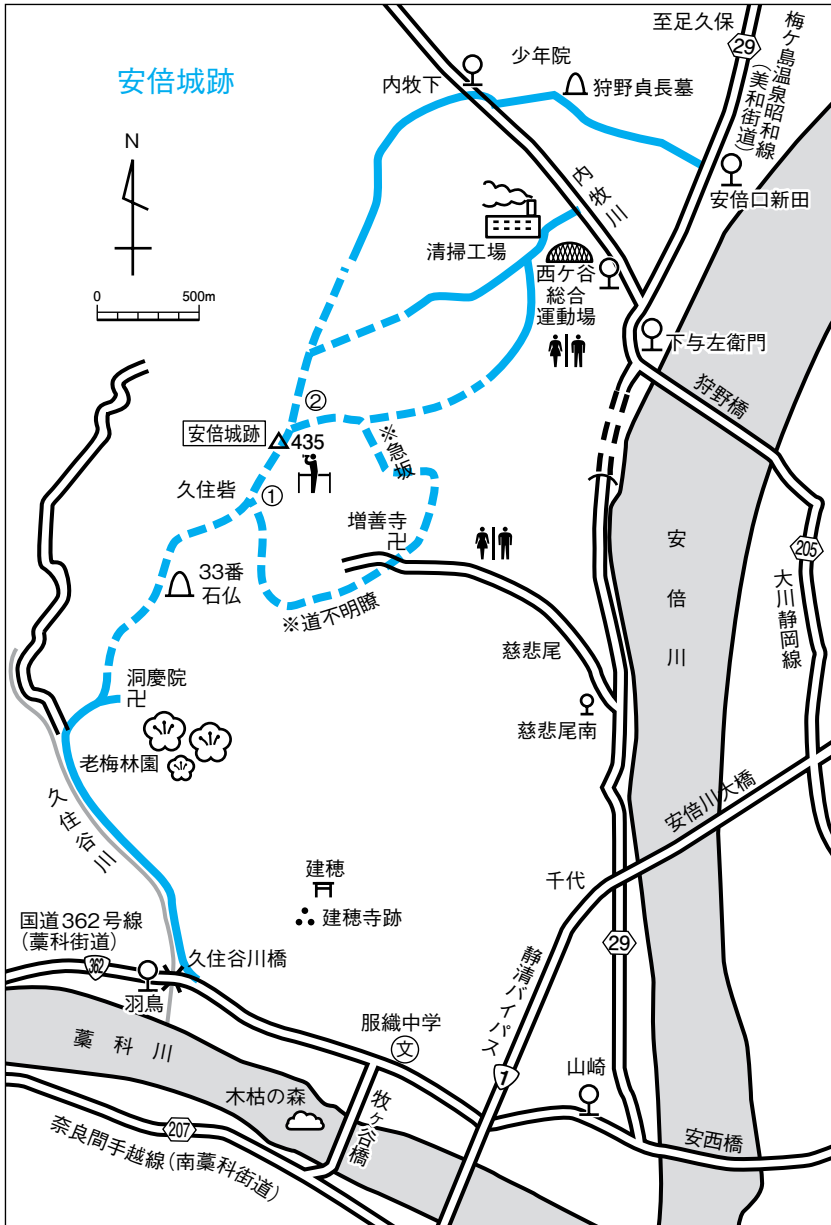 安倍城跡
N
0
500m
至足久保
29
梅ケ島温泉昭和線
(美和街道)
少年院
内牧下
狩野貞長墓
安倍口新田
内牧川
清掃工場
西ケ谷
総合
運動場
下与左衛門
狩野橋
②
安倍城跡
435
※急坂
久住砦
①
増善寺
卍
33番
石仏
※道不明瞭
安倍川
205
大川静岡線
慈悲尾
慈悲尾南
洞慶院
卍
老梅林園
久住谷川
安倍川大橋
千代
建穂
建穂寺跡
29
国道362号線
(藁科街道)
362
久住谷川橋
羽鳥
静清バイパス
1
服織中学
文
藁科川
山崎
木枯の森
牧ヶ谷橋
207
奈良間手越線(南藁科街道)
安西橋